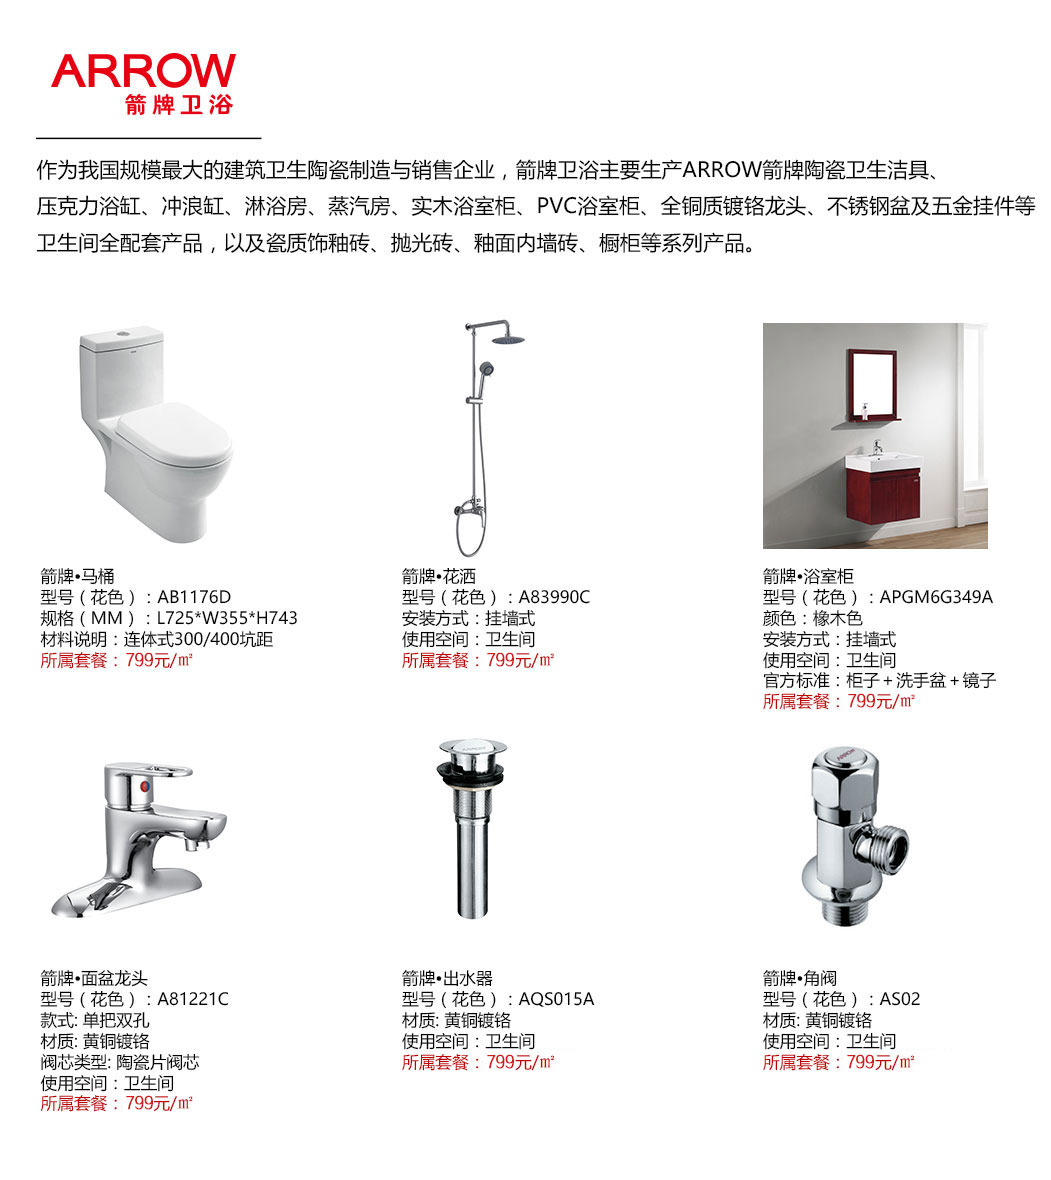 ARROW
箭牌卫浴
作为我国规模最大的建筑卫生陶瓷制造与销售企业，箭牌卫浴主要生产ARROW箭牌陶瓷卫生洁具、
压克力浴缸、冲浪缸、淋浴房、蒸汽房、实木浴室柜、PVC浴室柜、全铜质镀铬龙头、不锈钢盆及五金挂件等
卫生间全配套产品，以及瓷质饰釉砖、抛光砖、釉面内墙砖、橱柜等系列产品。
箭牌•马桶
型号（花色）：AB1176D
规格（MM）：L725*W355*H743
材料说明：连体式300/400坑距
所属套餐：799元/㎡
箭牌•花洒
型号（花色）：A83990C
安装方式：挂墙式
使用空间：卫生间
所属套餐：799元/㎡
箭牌•浴室柜
型号（花色）：APGM6G349A
颜色：橡木色
安装方式：挂墙式
使用空间：卫生间
官方标准：柜子＋洗手盆＋镜子
所属套餐：799元/㎡
ARROW
ARROW
箭牌•面盆龙头
型号（花色）：A81221C
款式: 单把双孔
材质: 黄铜镀铬
阀芯类型: 陶瓷片阀芯
使用空间：卫生间
所属套餐：799元/㎡
箭牌•出水器
型号（花色）：AQS015A
材质: 黄铜镀铬
使用空间：卫生间
所属套餐：799元/㎡
箭牌•角阀
型号（花色）：AS02
材质: 黄铜镀铬
使用空间：卫生间
所属套餐：799元/㎡